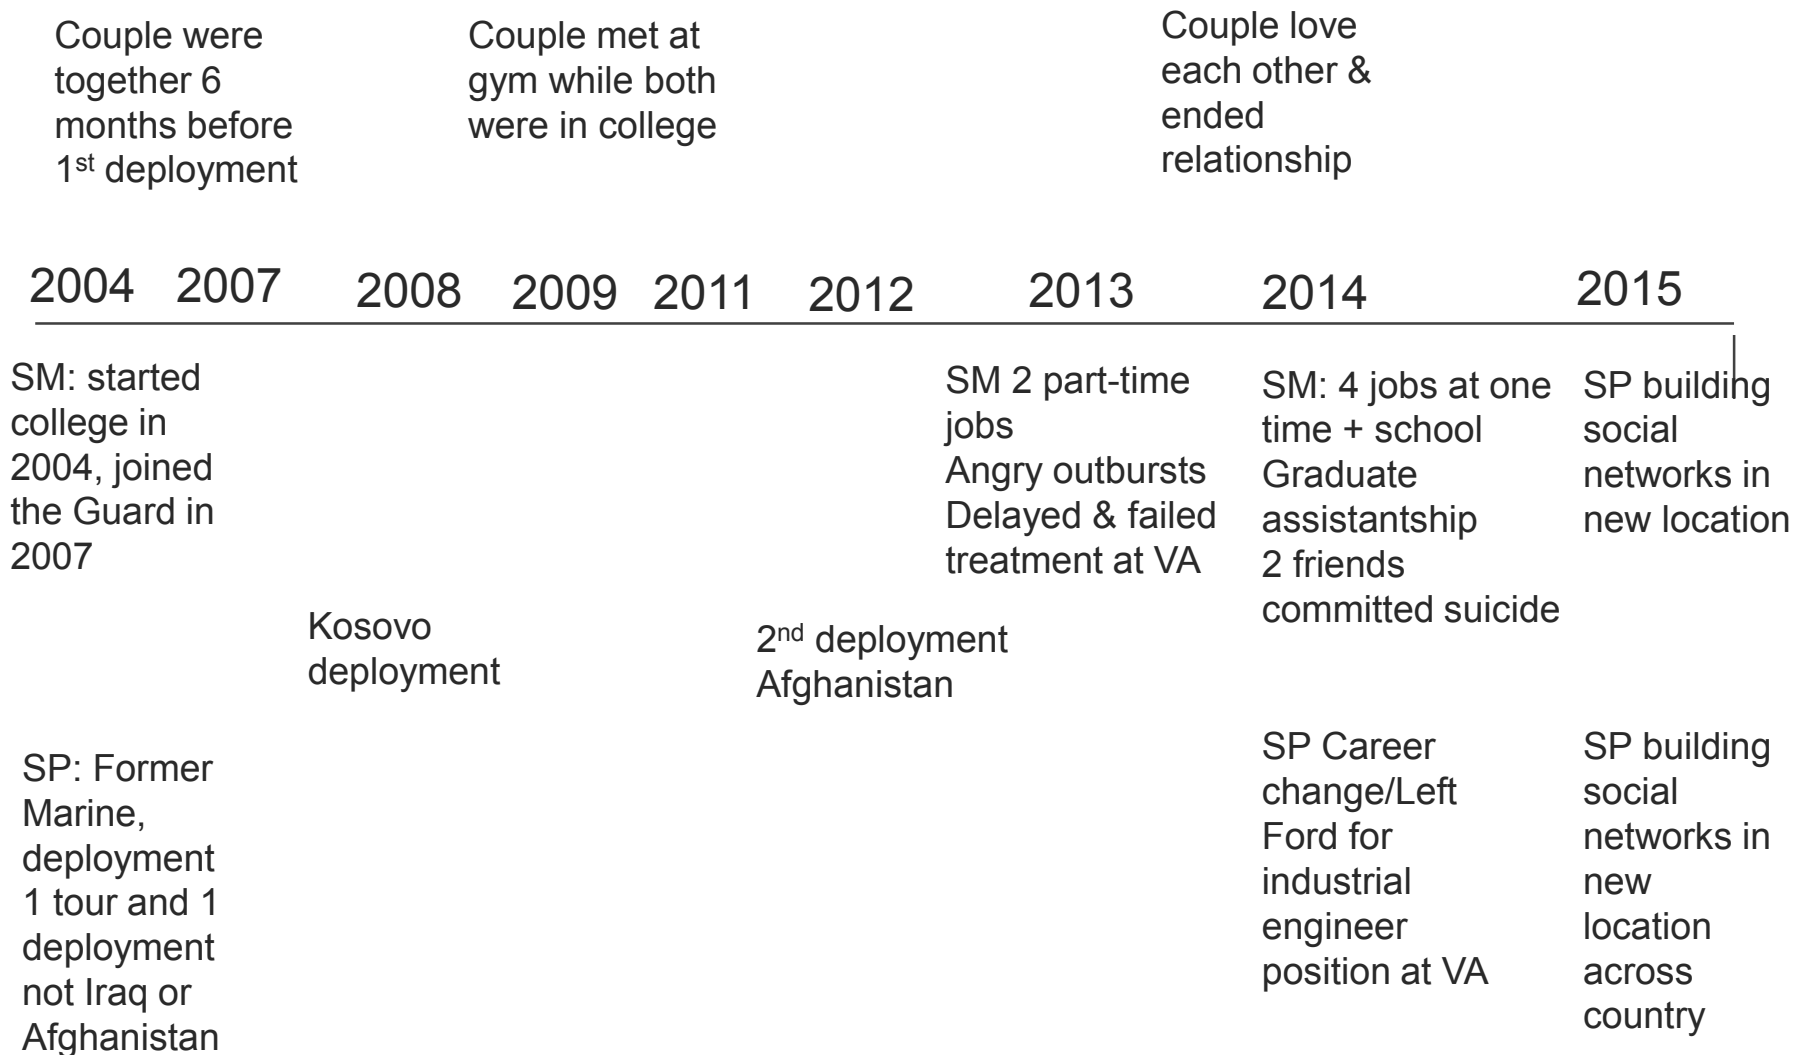 Couple were
together 6
months before
1st deployment
Couple met at
gym while both
were in college
Couple love
each other &
ended
relationship
2004 2007 2008 2009 2011 2012 2013 2014 2015
SM: started
college in
2004, joined
the Guard in
2007
SM 2 part-time
jobs
Angry outbursts
Delayed & failed
treatment at VA
SM: 4 jobs at one
time + school
Graduate
assistantship
2 friends
committed suicide
SP building
social
networks in
new location
Kosovo
deployment
2nd deployment
Afghanistan
SP: Former
Marine,
deployment
1 tour and 1
deployment
not Iraq or
Afghanistan
SP Career
change/Left
Ford for
industrial
engineer
position at VA
SP building
social
networks in
new
location
across
country